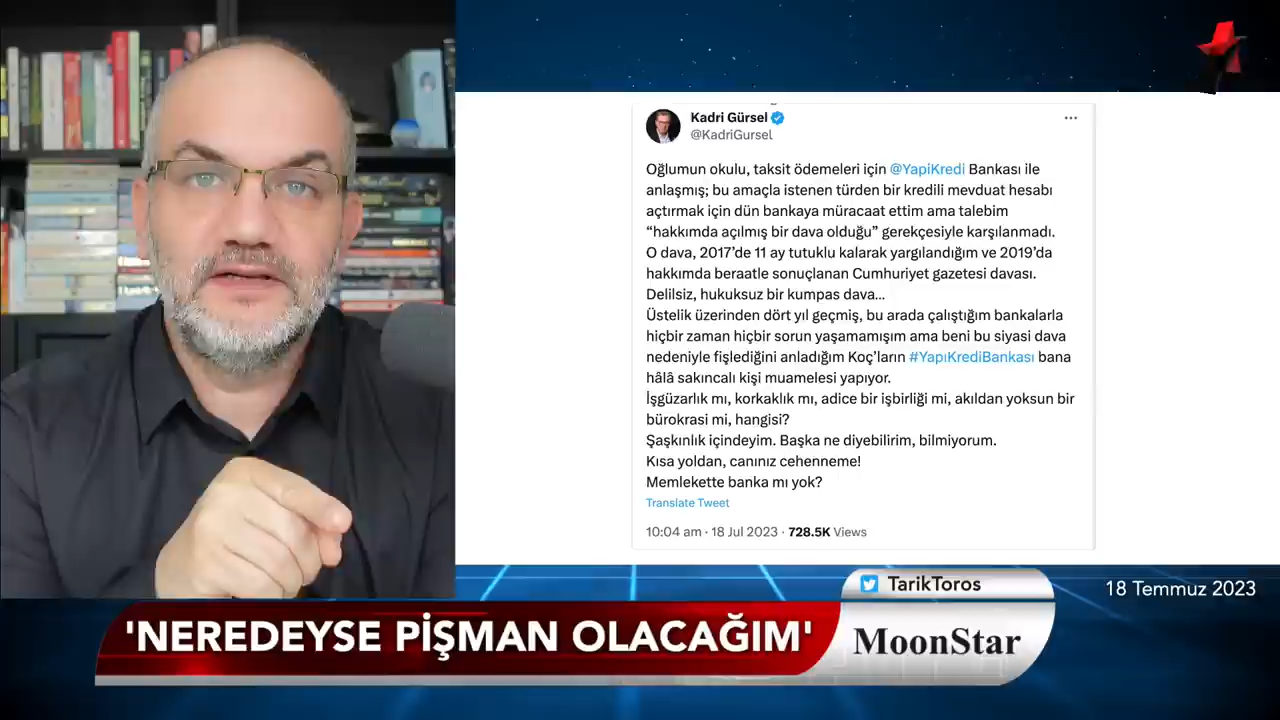 Kadri Gürsel
@KadriGursel
Oğlumun okulu, taksit ödemeleri için @YapiKredi Bankası ile
anlaşmış; bu amaçla istenen türden bir kredili mevduat hesabı
açtırmak için dün bankaya müracaat ettim ama talebim
“hakkımda açılmış bir dava olduğu” gerekçesiyle karşılanmadı.
O dava, 2017’de 11 ay tutuklu kalarak yargılandığım ve 2019’da
hakkımda beraatle sonuçlanan Cumhuriyet gazetesi davası.
Delilsiz, hukuksuz bir kumpas dava...
Üstelik üzerinden dört yıl geçmiş, bu arada çalıştığım bankalarla
hiçbir zaman hiçbir sorun yaşamamışım ama beni bu siyasi dava
nedeniyle fişlediğini anladığım Koç’ların #YapıKrediBankası bana
hâlâ sakıncalı kişi muamelesi yapıyor.
İşgüzarlık mı, korkaklık mı, adice bir işbirliği mi, akıldan yoksun bir
bürokrasi mi, hangisi?
Şaşkınlık içindeyim. Başka ne diyebilirim, bilmiyorum.
Kısa yoldan, canınız cehenneme!
Memlekette banka mı yok?
Translate Tweet
10:04 am · 18 Jul 2023 · 728.5K Views
TarikToros
18 Temmuz 2023
'NEREDEYSE PİŞMAN OLACAĞIM'
MoonStar